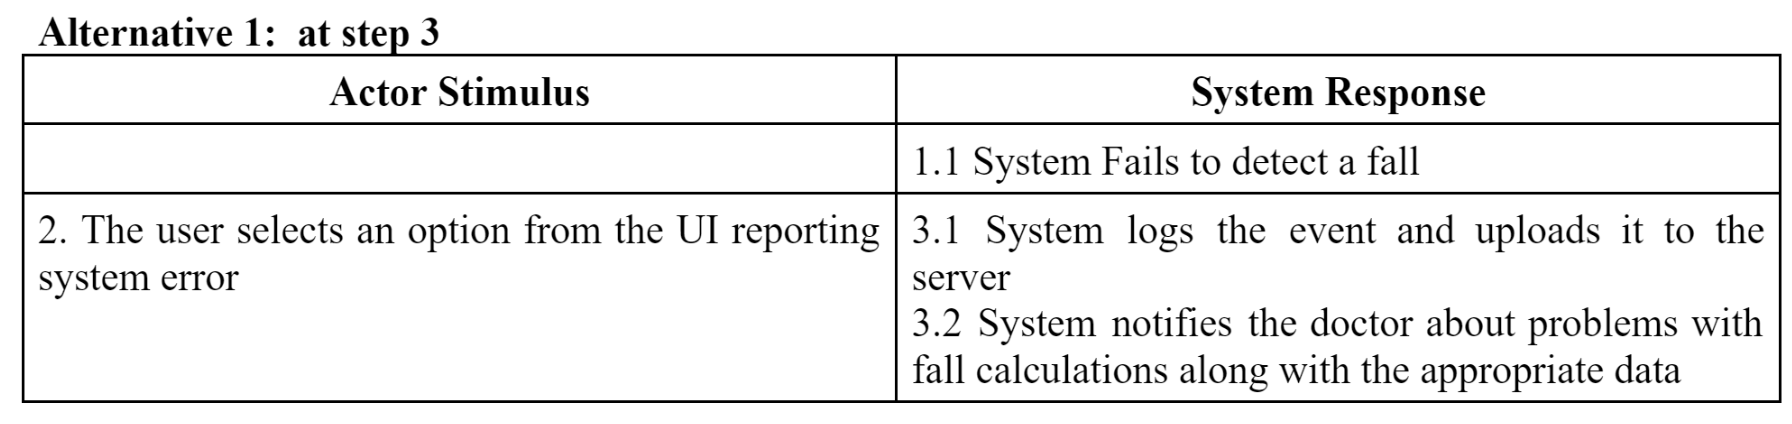 Alternative 1:  at step 3
Actor Stimulus
System Response
1.1 System Fails to detect a fall
2. The user selects an option from the UI reporting
system error
3.1 System logs the event and uploads it to the
server
3.2 System notifies the doctor about problems with
fall calculations along with the appropriate data